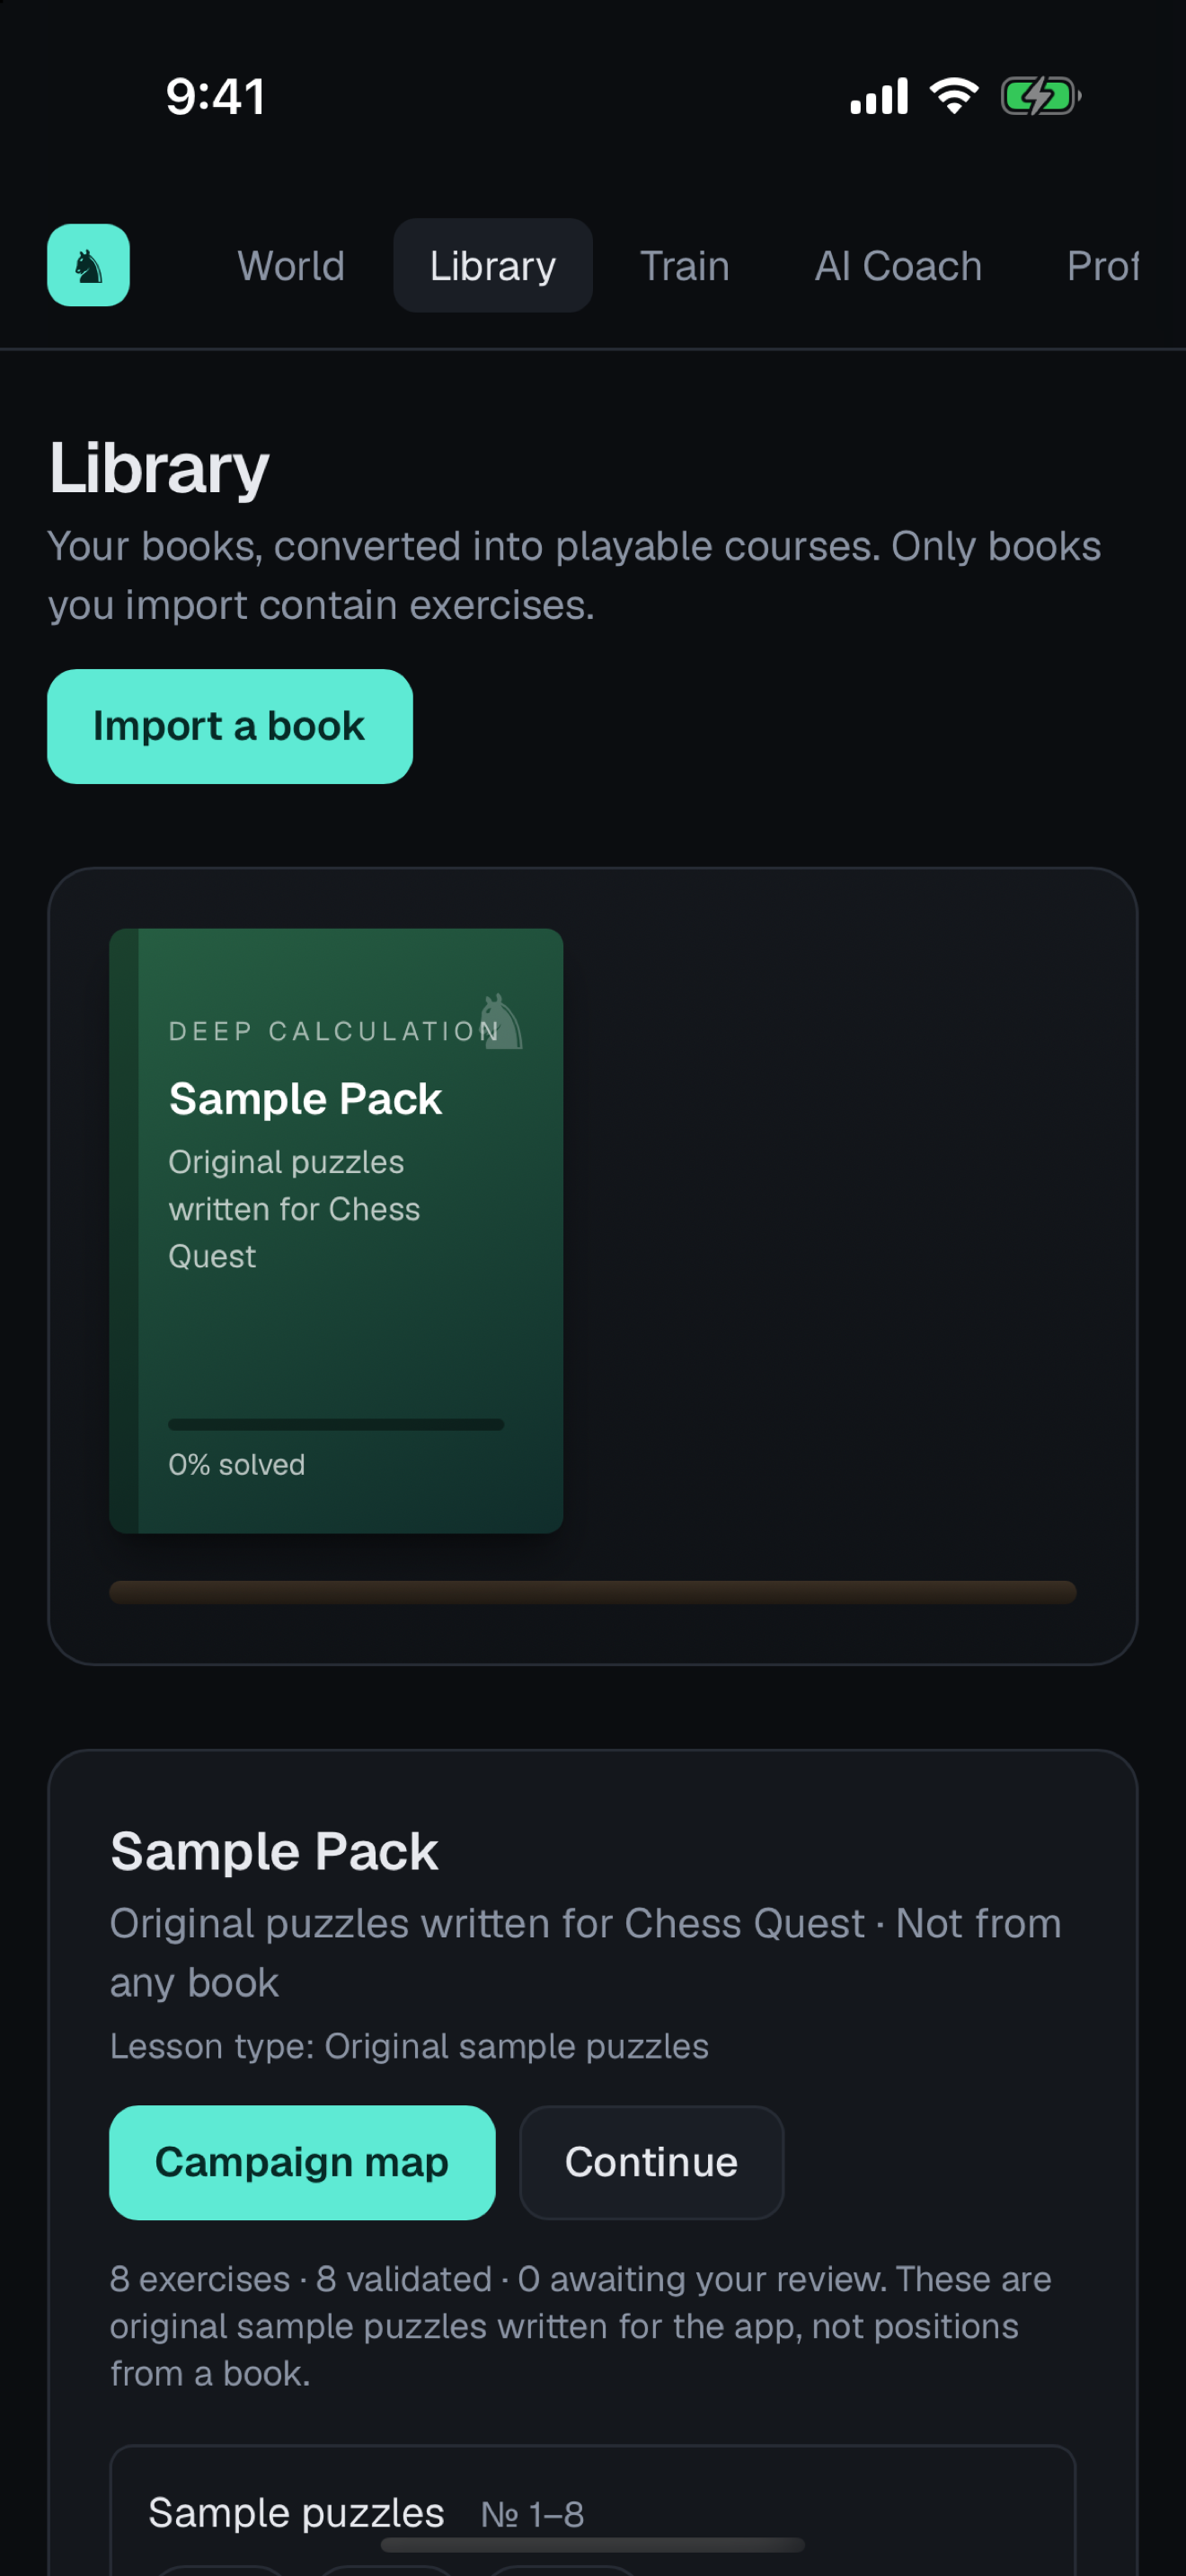 9:41
World Library Train AI Coach Prof
Library
Your books, converted into playable courses. Only books
you import contain exercises.
Import a book
DEEP CALCULATION
Sample Pack
Original puzzles
written for Chess
Quest
0% solved
Sample Pack
Original puzzles written for Chess Quest · Not from
any book
Lesson type: Original sample puzzles
Campaign map Continue
8 exercises · 8 validated · 0 awaiting your review. These are
original sample puzzles written for the app, not positions
from a book.
Sample puzzles № 1–8